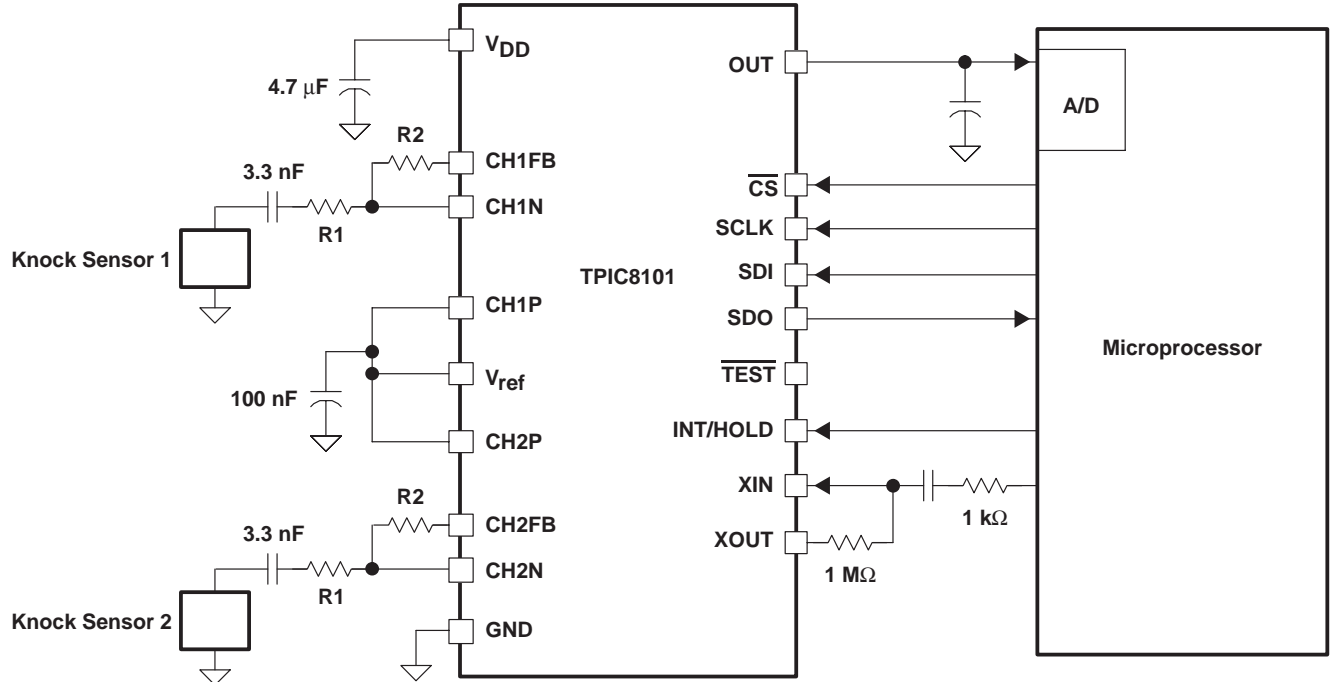 V_DD
4.7 μF
R2
CH1FB
3.3 nF
CH1N
R1
Knock Sensor 1
CH1P
V_ref
100 nF
CH2P
R2
CH2FB
3.3 nF
CH2N
R1
Knock Sensor 2
GND
TPIC8101
OUT
A/D
CS
SCLK
SDI
SDO
TEST
INT/HOLD
XIN
1 kΩ
XOUT
1 MΩ
Microprocessor